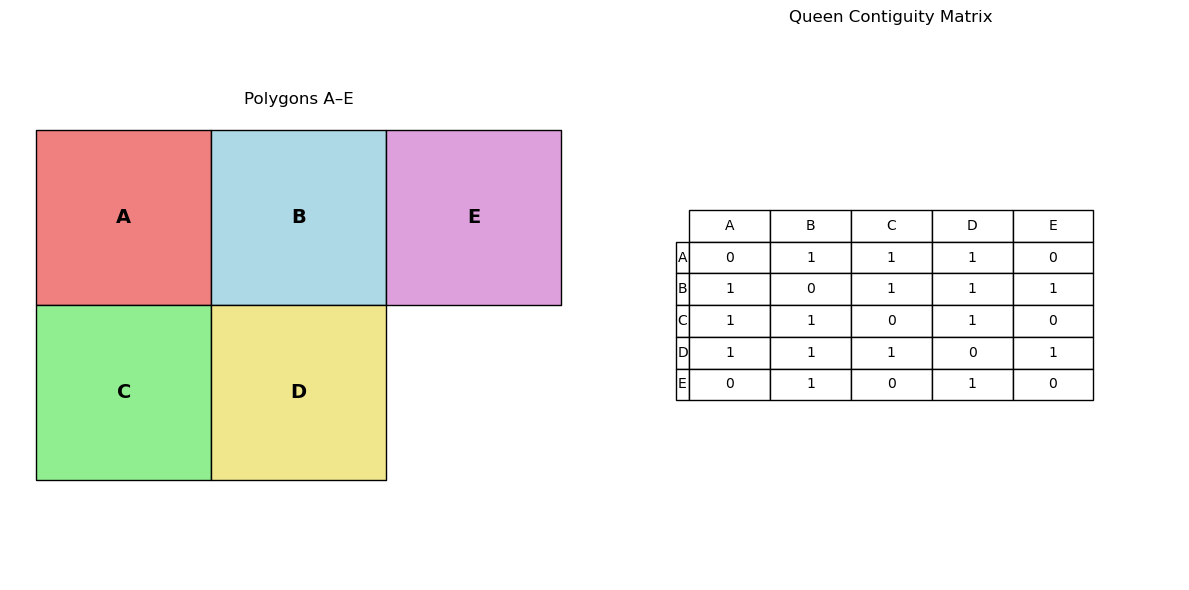 Queen Contiguity Matrix
Polygons A–E
A B E
C D
A B C D E
A 0 1 1 1 0
B 1 0 1 1 1
C 1 1 0 1 0
D 1 1 1 0 1
E 0 1 0 1 0